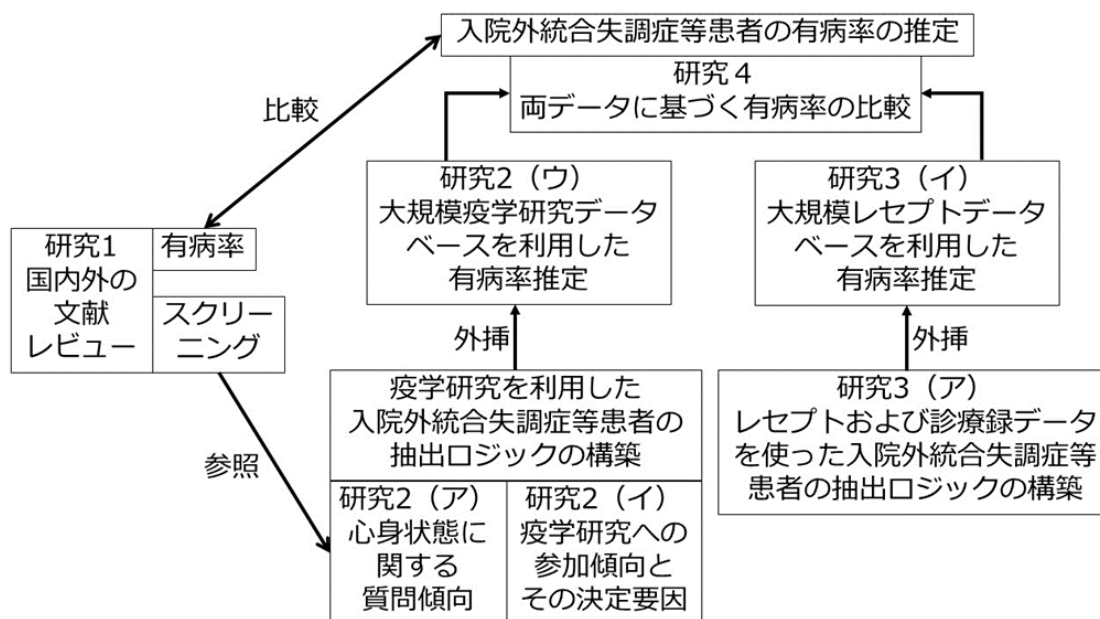 入院外統合失調症等患者の有病率の推定
研究４
両データに基づく有病率の比較
比較
研究2（ウ）
大規模疫学研究データ
ベースを利用した
有病率推定
研究3（イ）
大規模レセプトデータ
ベースを利用した
有病率推定
研究1
国内外の
文献
レビュー
有病率
スクリー
ニング
外挿
外挿
参照
疫学研究を利用した
入院外統合失調症等患者の
抽出ロジックの構築
研究2（ア）
心身状態に
関する
質問傾向
研究2（イ）
疫学研究への
参加傾向と
その決定要因
研究3（ア）
レセプトおよび診療録データ
を使った入院外統合失調症等
患者の抽出ロジックの構築